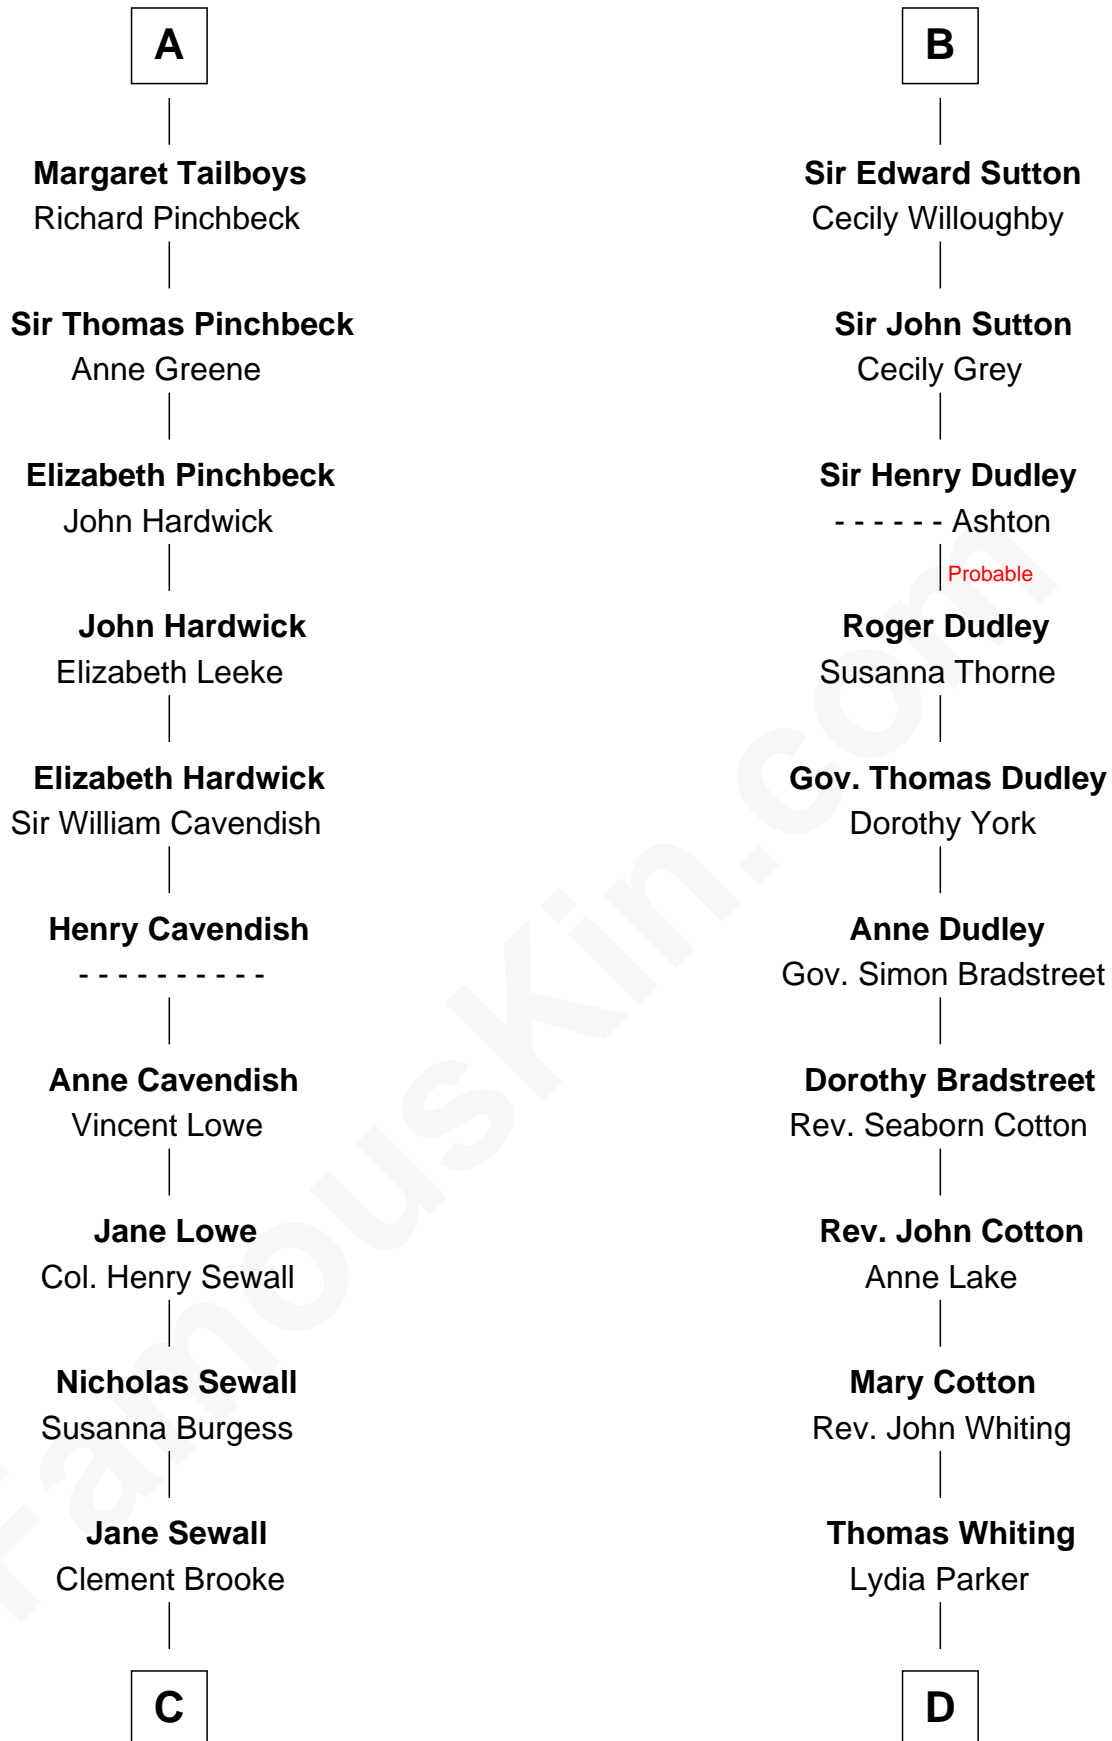 A
Margaret Tailboys
Richard Pinchbeck
Sir Thomas Pinchbeck
Anne Greene
Elizabeth Pinchbeck
John Hardwick
John Hardwick
Elizabeth Leeke
Elizabeth Hardwick
Sir William Cavendish
Henry Cavendish
- - - - - - - - - -
Anne Cavendish
Vincent Lowe
Jane Lowe
Col. Henry Sewall
Nicholas Sewall
Susanna Burgess
Jane Sewall
Clement Brooke
C
B
Sir Edward Sutton
Cecily Willoughby
Sir John Sutton
Cecily Grey
Sir Henry Dudley
- - - - - - Ashton
Probable
Roger Dudley
Susanna Thorne
Gov. Thomas Dudley
Dorothy York
Anne Dudley
Gov. Simon Bradstreet
Dorothy Bradstreet
Rev. Seaborn Cotton
Rev. John Cotton
Anne Lake
Mary Cotton
Rev. John Whiting
Thomas Whiting
Lydia Parker
D
FamousKin.com